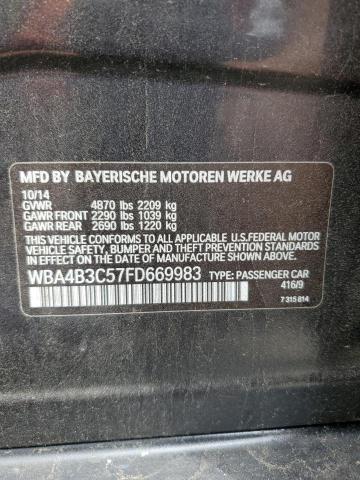 MFD BY BAYERISCHE MOTOREN WERKE AG
10/14
GVWR 4870 lbs 2209 kg
GAWR FRONT 2290 lbs 1039 kg
GAWR REAR 2690 lbs 1220 kg
THIS VEHICLE CONFORMS TO ALL APPLICABLE U.S.FEDERAL MOTOR
VEHICLE SAFETY, BUMPER, AND THEFT PREVENTION STANDARDS
IN EFFECT ON THE DATE OF MANUFACTURE SHOWN ABOVE.
WBA4B3C57FD669983 TYPE: PASSENGER CAR
416/9
7 315 814